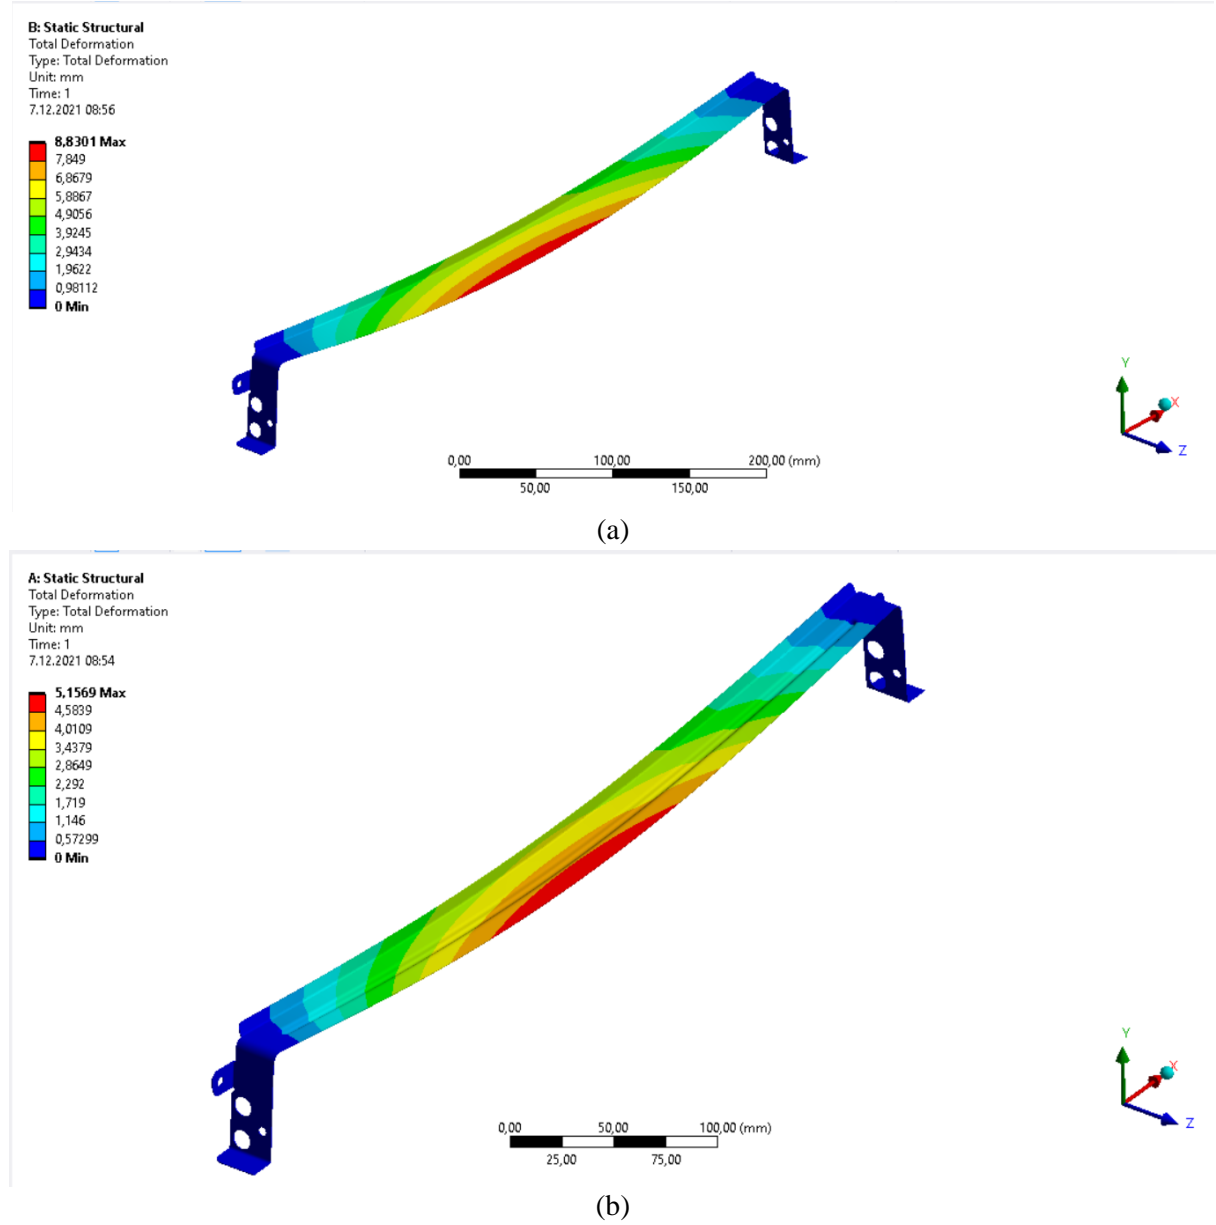 B: Static Structural
Total Deformation
Type: Total Deformation
Unit: mm
Time: 1
7.12.2021 08:56
8,8301 Max
7,849
6,8679
5,8867
4,9056
3,9245
2,9434
1,9622
0,98112
0 Min
0,00 100,00 200,00 (mm)
50,00 150,00
Y
X
Z
(a)
A: Static Structural
Total Deformation
Type: Total Deformation
Unit: mm
Time: 1
7.12.2021 08:54
5,1569 Max
4,5839
4,0109
3,4379
2,8649
2,292
1,719
1,146
0,57299
0 Min
0,00 50,00 100,00 (mm)
25,00 75,00
Y
X
Z
(b)